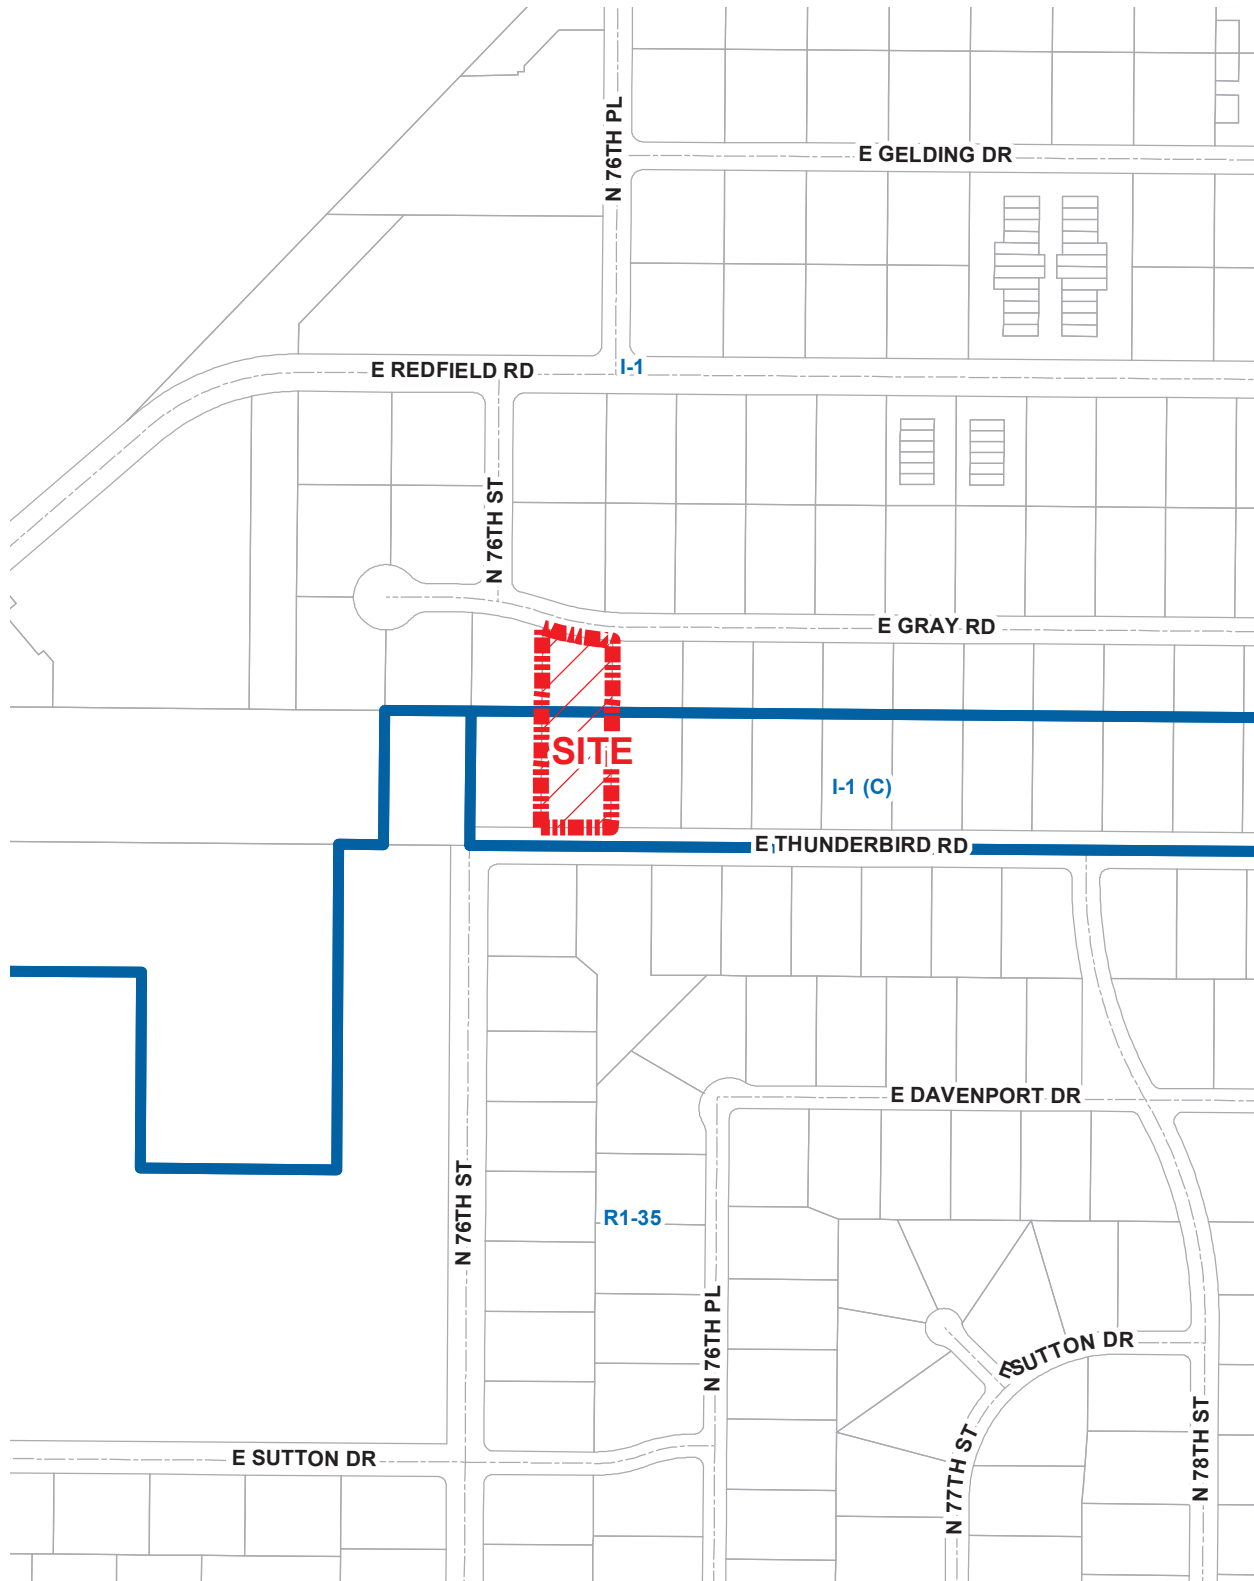 N 76TH PL
E GELDING DR
E REDFIELD RD
I-1
N 76TH ST
E GRAY RD
SITE
I-1 (C)
E THUNDERBIRD RD
E DAVENPORT DR
N 76TH ST
R1-35
N 76TH PL
E SUTTON DR
E SUTTON DR
N 77TH ST
N 78TH ST